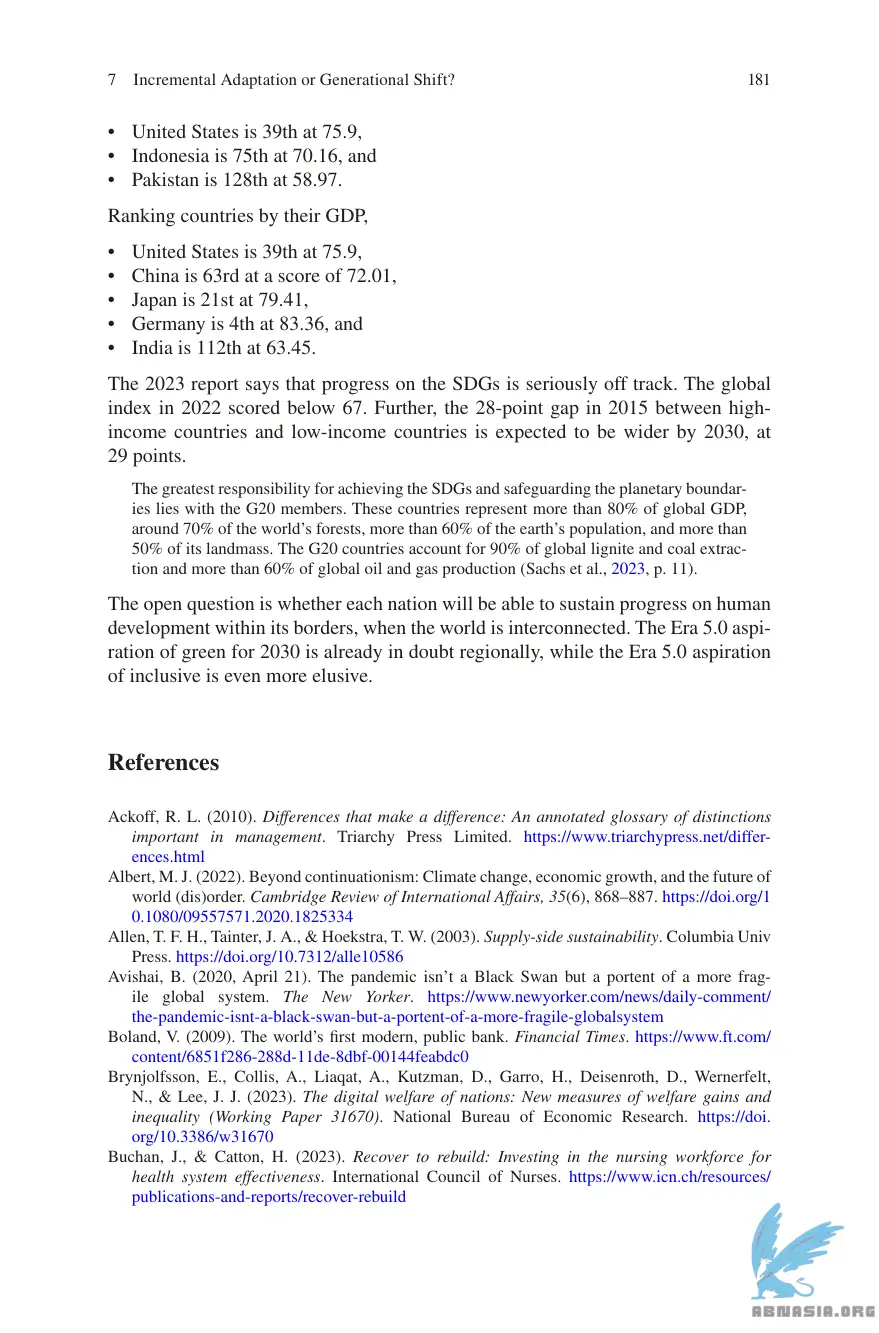 7 Incremental Adaptation or Generational Shift? 181
• United States is 39th at 75.9,
• Indonesia is 75th at 70.16, and
• Pakistan is 128th at 58.97.
Ranking countries by their GDP,
• United States is 39th at 75.9,
• China is 63rd at a score of 72.01,
• Japan is 21st at 79.41,
• Germany is 4th at 83.36, and
• India is 112th at 63.45.
The 2023 report says that progress on the SDGs is seriously off track. The global
index in 2022 scored below 67. Further, the 28-point gap in 2015 between high-
income countries and low-income countries is expected to be wider by 2030, at
29 points.
The greatest responsibility for achieving the SDGs and safeguarding the planetary boundar-
ies lies with the G20 members. These countries represent more than 80% of global GDP,
around 70% of the world’s forests, more than 60% of the earth’s population, and more than
50% of its landmass. The G20 countries account for 90% of global lignite and coal extrac-
tion and more than 60% of global oil and gas production (Sachs et al., 2023, p. 11).
The open question is whether each nation will be able to sustain progress on human
development within its borders, when the world is interconnected. The Era 5.0 aspi-
ration of green for 2030 is already in doubt regionally, while the Era 5.0 aspiration
of inclusive is even more elusive.
References
Ackoff, R. L. (2010). Differences that make a difference: An annotated glossary of distinctions
important in management. Triarchy Press Limited. https://www.triarchypress.net/differ-
ences.html
Albert, M. J. (2022). Beyond continuationism: Climate change, economic growth, and the future of
world (dis)order. Cambridge Review of International Affairs, 35(6), 868–887. https://doi.org/1
0.1080/09557571.2020.1825334
Allen, T. F. H., Tainter, J. A., & Hoekstra, T. W. (2003). Supply-side sustainability. Columbia Univ
Press. https://doi.org/10.7312/alle10586
Avishai, B. (2020, April 21). The pandemic isn’t a Black Swan but a portent of a more frag-
ile global system. The New Yorker. https://www.newyorker.com/news/daily-comment/
the-pandemic-isnt-a-black-swan-but-a-portent-of-a-more-fragile-globalsystem
Boland, V. (2009). The world’s first modern, public bank. Financial Times. https://www.ft.com/
content/6851f286-288d-11de-8dbf-00144feabdc0
Brynjolfsson, E., Collis, A., Liaqat, A., Kutzman, D., Garro, H., Deisenroth, D., Wernerfelt,
N., & Lee, J. J. (2023). The digital welfare of nations: New measures of welfare gains and
inequality (Working Paper 31670). National Bureau of Economic Research. https://doi.
org/10.3386/w31670
Buchan, J., & Catton, H. (2023). Recover to rebuild: Investing in the nursing workforce for
health system effectiveness. International Council of Nurses. https://www.icn.ch/resources/
publications-and-reports/recover-rebuild
ABNASIA.ORG